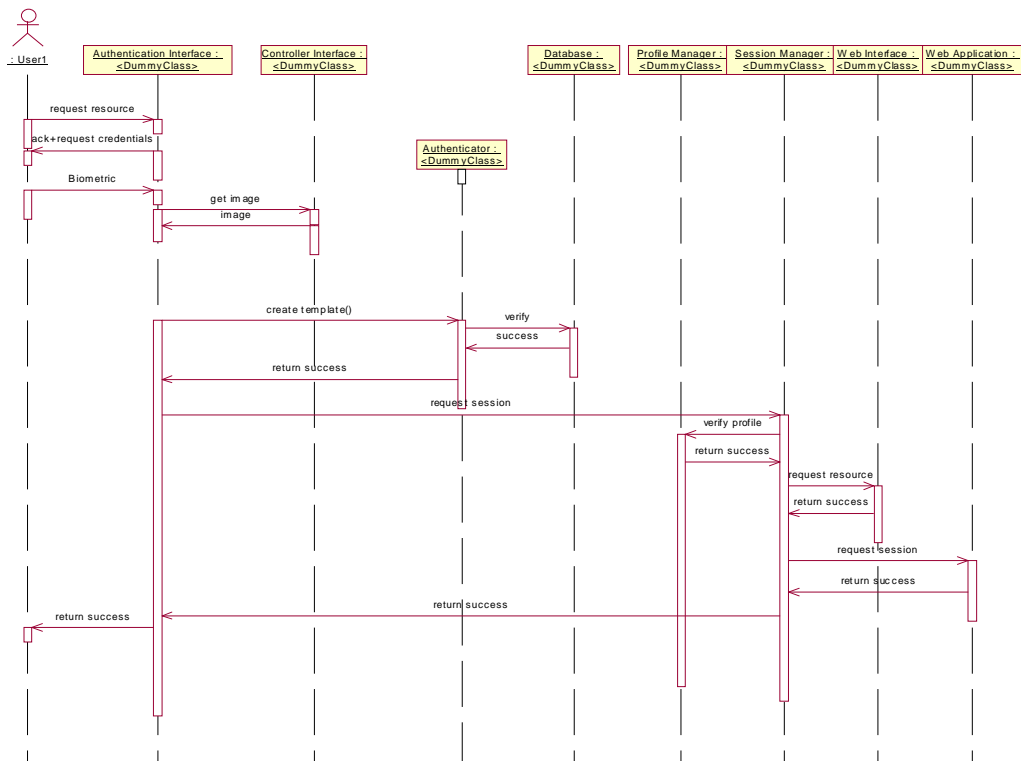 : User1
Authentication Interface :
<DummyClass>
Controller Interface :
<DummyClass>
Database :
<DummyClass>
Profile Manager :
<DummyClass>
Session Manager :
<DummyClass>
Web Interface :
<DummyClass>
Web Application :
<DummyClass>
request resource
ack+request credentials
Authenticator :
<DummyClass>
Biometric
get image
image
create template()
verify
success
return success
request session
verify profile
return success
request resource
return success
request session
return success
return success
return success